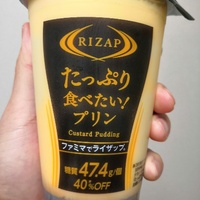 RIZAP
たっぷり
食べたい!
プリン
Custard Pudding
ファミマでライザップ。
糖質47.4g/個
40%OFF